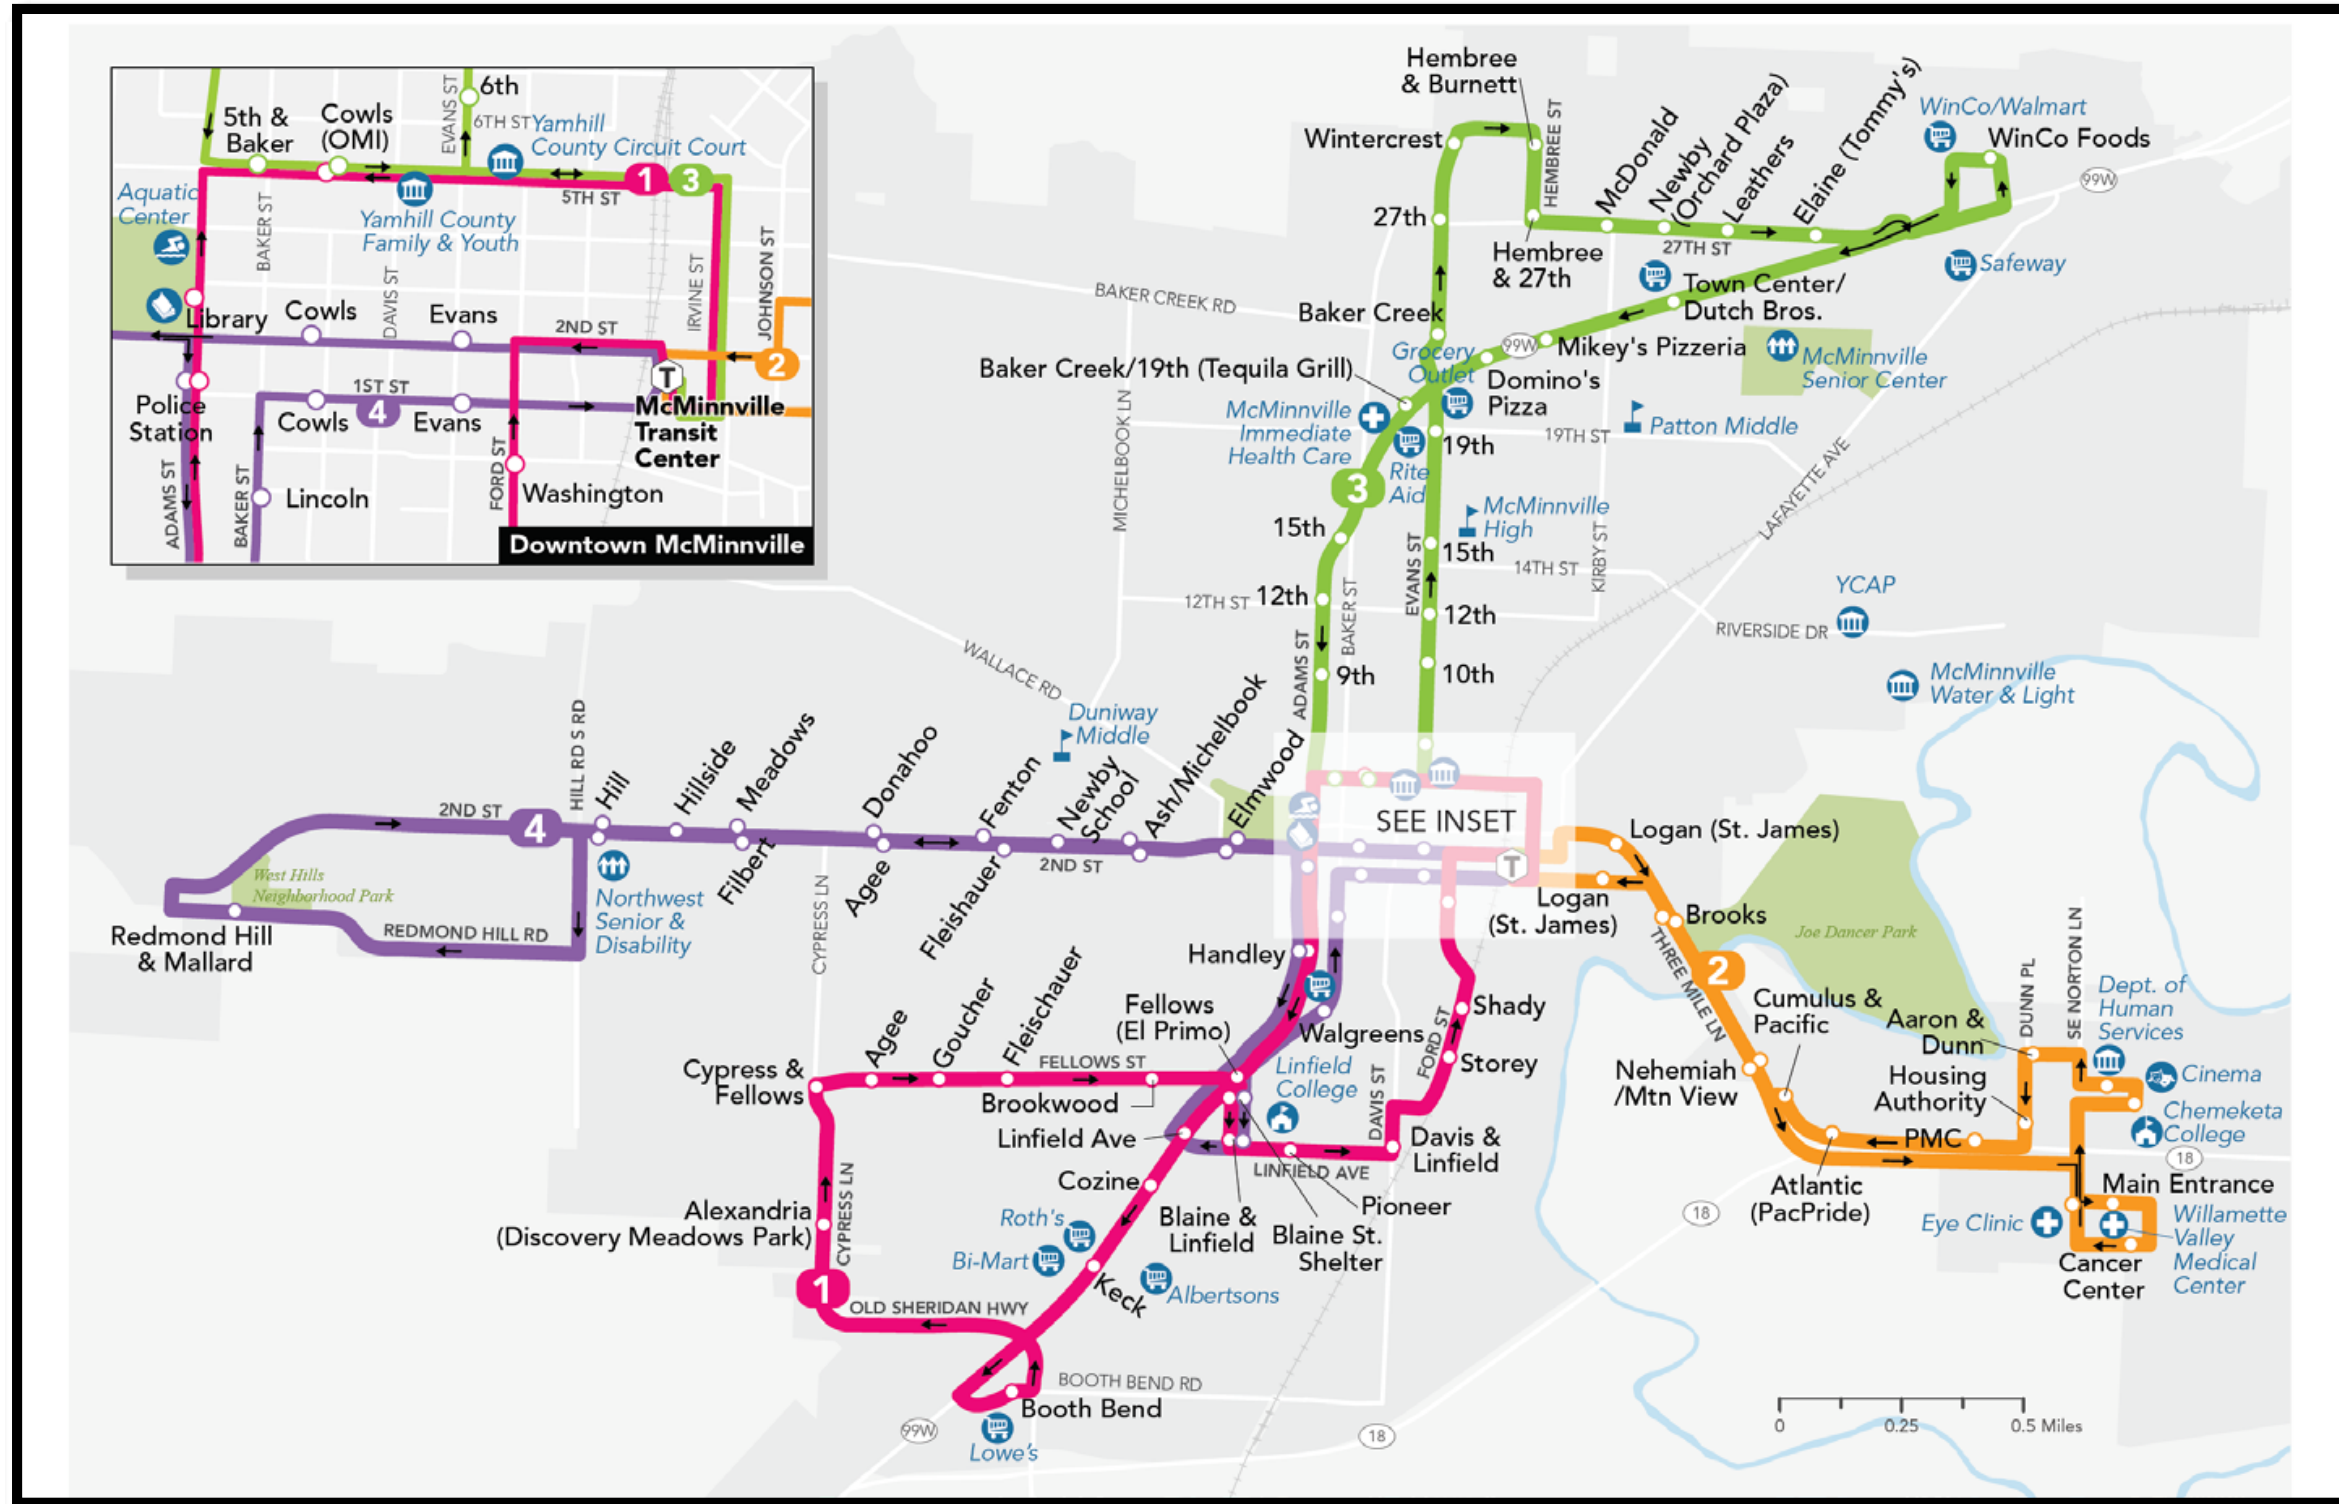 6th
EVANS ST
6TH ST
5th &
Baker
Cowls
(OMI)
Yamhill
County Circuit Court
1
3
5TH ST
Aquatic
Center
BAKER ST
Yamhill County
Family & Youth
DAVIS ST
IRVINE ST
JOHNSON ST
Library
Cowls
Evans
2ND ST
2
T
1ST ST
Police
Station
Cowls
4
Evans
McMinnville
Transit
Center
ADAMS ST
BAKER ST
Lincoln
FORD ST
Washington
Downtown McMinnville
Hembree
& Burnett
Wintercrest
HEMBREE ST
McDonald
Newby
(Orchard Plaza)
Leathers
Elaine (Tommy's)
WinCo/Walmart
WinCo Foods
99W
27th
Hembree
& 27th
27TH ST
Safeway
Town Center/
Dutch Bros.
BAKER CREEK RD
Baker Creek
Grocery
Outlet
99W
Mikey's Pizzeria
McMinnville
Senior Center
Baker Creek/19th (Tequila Grill)
Domino's
Pizza
McMinnville
Immediate
Health Care
MICHELBOOK LN
19TH ST
Patton Middle
19th
Rite
Aid
3
LAFAYETTE AVE
McMinnville
High
15th
EVANS ST
15th
14TH ST
KIRBY ST
12TH ST
12th
BAKER ST
12th
YCAP
RIVERSIDE DR
WALLACE RD
ADAMS ST
9th
10th
McMinnville
Water & Light
Duniway
Middle
HILL RD S RD
2ND ST
4
Hill
Hillside
Meadows
Donahoo
Fenton
Newby
School
Ash/Michelbook
Elmwood
SEE INSET
T
2ND ST
Filbert
Agee
Fleishauer
West Hills
Neighborhood Park
Northwest
Senior &
Disability
REDMOND HILL RD
Redmond Hill
& Mallard
CYPRESS LN
Logan (St. James)
Logan
(St. James)
Brooks
THREE MILE LN
2
Joe Dancer Park
Handley
Walgreens
Fellows
(El Primo)
FELLOWS ST
Cypress &
Fellows
Agee
Goucher
Fleischauer
Brookwood
Linfield Ave
Linfield
College
Shady
FORD ST
Storey
DAVIS ST
Davis &
Linfield
LINFIELD AVE
Pioneer
Blaine &
Linfield
Blaine St.
Shelter
Cozine
Roth's
Bi-Mart
Keck
Albertsons
Alexandria
(Discovery Meadows Park)
CYPRESS LN
1
OLD SHERIDAN HWY
BOOTH BEND RD
Booth Bend
99W
Lowe's
18
Cumulus &
Pacific
Aaron &
Dunn
DUNN PL
SE NORTON LN
Dept. of
Human
Services
Nehemiah
/Mtn View
Housing
Authority
Cinema
Chemeketa
College
PMC
18
Atlantic
(PacPride)
18
Main Entrance
Eye Clinic
Willamette
Valley
Medical
Center
Cancer
Center
0
0.25
0.5 Miles